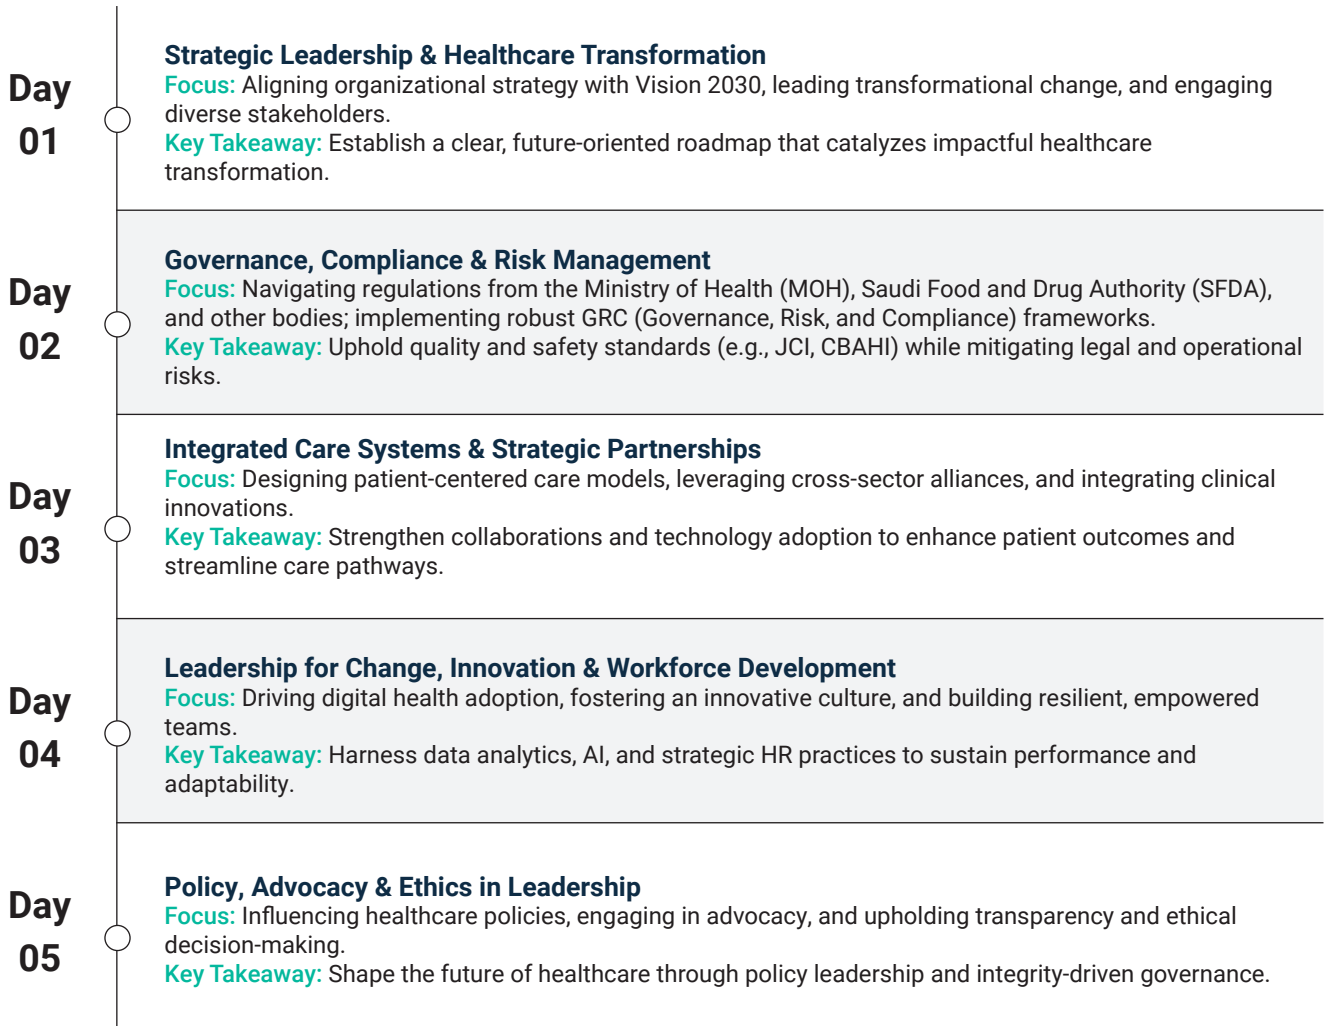 Day
01
Strategic Leadership & Healthcare Transformation
Focus: Aligning organizational strategy with Vision 2030, leading transformational change, and engaging
diverse stakeholders.
Key Takeaway: Establish a clear, future-oriented roadmap that catalyzes impactful healthcare
transformation.
Day
02
Governance, Compliance & Risk Management
Focus: Navigating regulations from the Ministry of Health (MOH), Saudi Food and Drug Authority (SFDA),
and other bodies; implementing robust GRC (Governance, Risk, and Compliance) frameworks.
Key Takeaway: Uphold quality and safety standards (e.g., JCI, CBAHI) while mitigating legal and operational
risks.
Day
03
Integrated Care Systems & Strategic Partnerships
Focus: Designing patient-centered care models, leveraging cross-sector alliances, and integrating clinical
innovations.
Key Takeaway: Strengthen collaborations and technology adoption to enhance patient outcomes and
streamline care pathways.
Day
04
Leadership for Change, Innovation & Workforce Development
Focus: Driving digital health adoption, fostering an innovative culture, and building resilient, empowered
teams.
Key Takeaway: Harness data analytics, AI, and strategic HR practices to sustain performance and
adaptability.
Day
05
Policy, Advocacy & Ethics in Leadership
Focus: Influencing healthcare policies, engaging in advocacy, and upholding transparency and ethical
decision-making.
Key Takeaway: Shape the future of healthcare through policy leadership and integrity-driven governance.